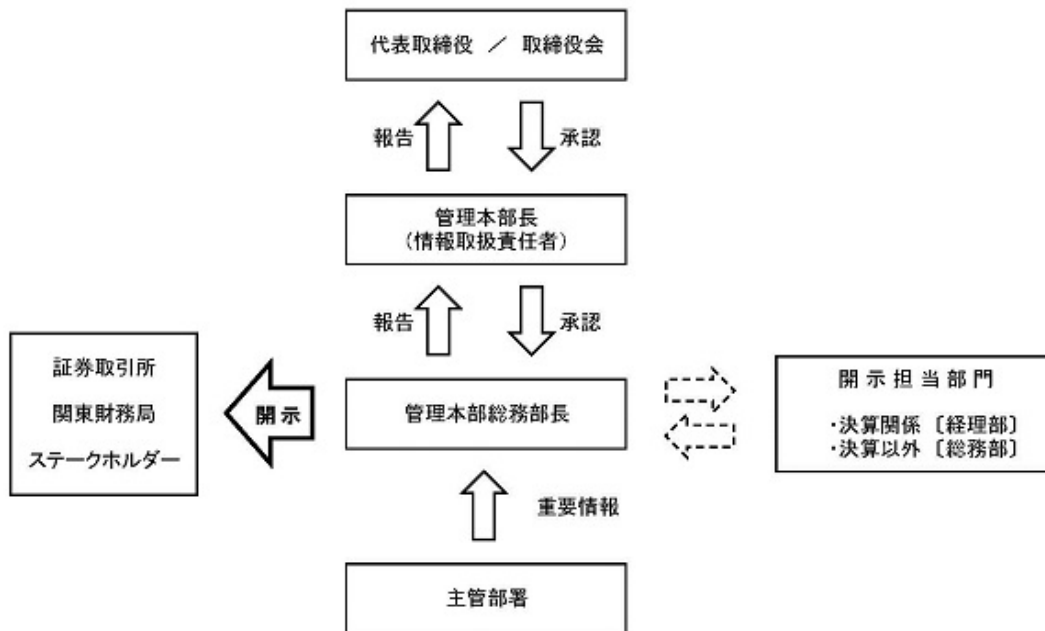 代表取締役 ／ 取締役会
報告
承認
管理本部長
（情報取扱責任者）
報告
承認
証券取引所
関東財務局
ステークホルダー
開示
管理本部総務部長
開示担当部門
・決算関係〔経理部〕
・決算以外〔総務部〕
重要情報
主管部署